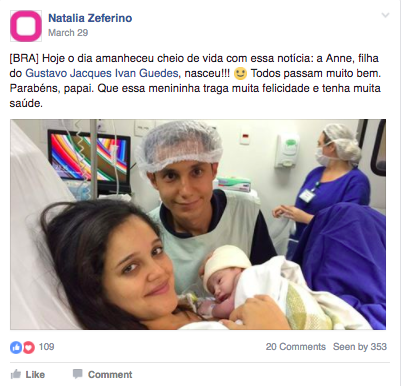 Natalia Zeferino
March 29
[BRA] Hoje o dia amanheceu cheio de vida com essa notícia: a Anne, filha
do Gustavo Jacques Ivan Guedes, nasceu!!! 😉 Todos passam muito bem.
Parabéns, papai. Que essa menininha traga muita felicidade e tenha muita
saúde.
109 20 Comments Seen by 353
Like Comment